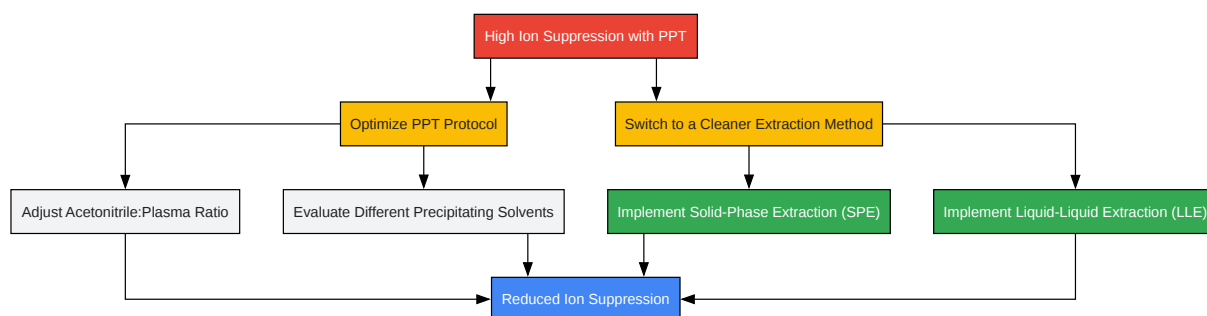 High Ion Suppression with PPT
Optimize PPT Protocol
Switch to a Cleaner Extraction Method
Adjust Acetonitrile:Plasma Ratio
Evaluate Different Precipitating Solvents
Implement Solid-Phase Extraction (SPE)
Implement Liquid-Liquid Extraction (LLE)
Reduced Ion Suppression